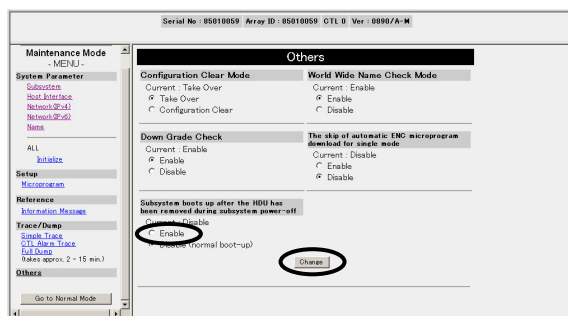 Serial No : 85010059 Array ID : 85010059 CTL 0 Ver : 0890/A-M
Maintenance Mode
- MENU -
System Parameter
Subsystem
Host Interface
Network(IPv4)
Network(IPv6)
Name
ALL
Initialize
Setup
Microprogram
Reference
Information Message
Trace/Dump
Simple Trace
CTL Alarm Trace
Full Dump
(takes approx. 2 - 15 min.)
Others
Go to Normal Mode
Others
Configuration Clear Mode
Current : Take Over
Take Over
Configuration Clear
World Wide Name Check Mode
Current : Enable
Enable
Disable
Down Grade Check
Current : Enable
Enable
Disable
The skip of automatic ENC microprogram
download for single mode
Current : Disable
Enable
Disable
Subsystem boots up after the HDU has
been removed during subsystem power-off
Current : Disable
Enable
Disable (normal boot-up)
Change